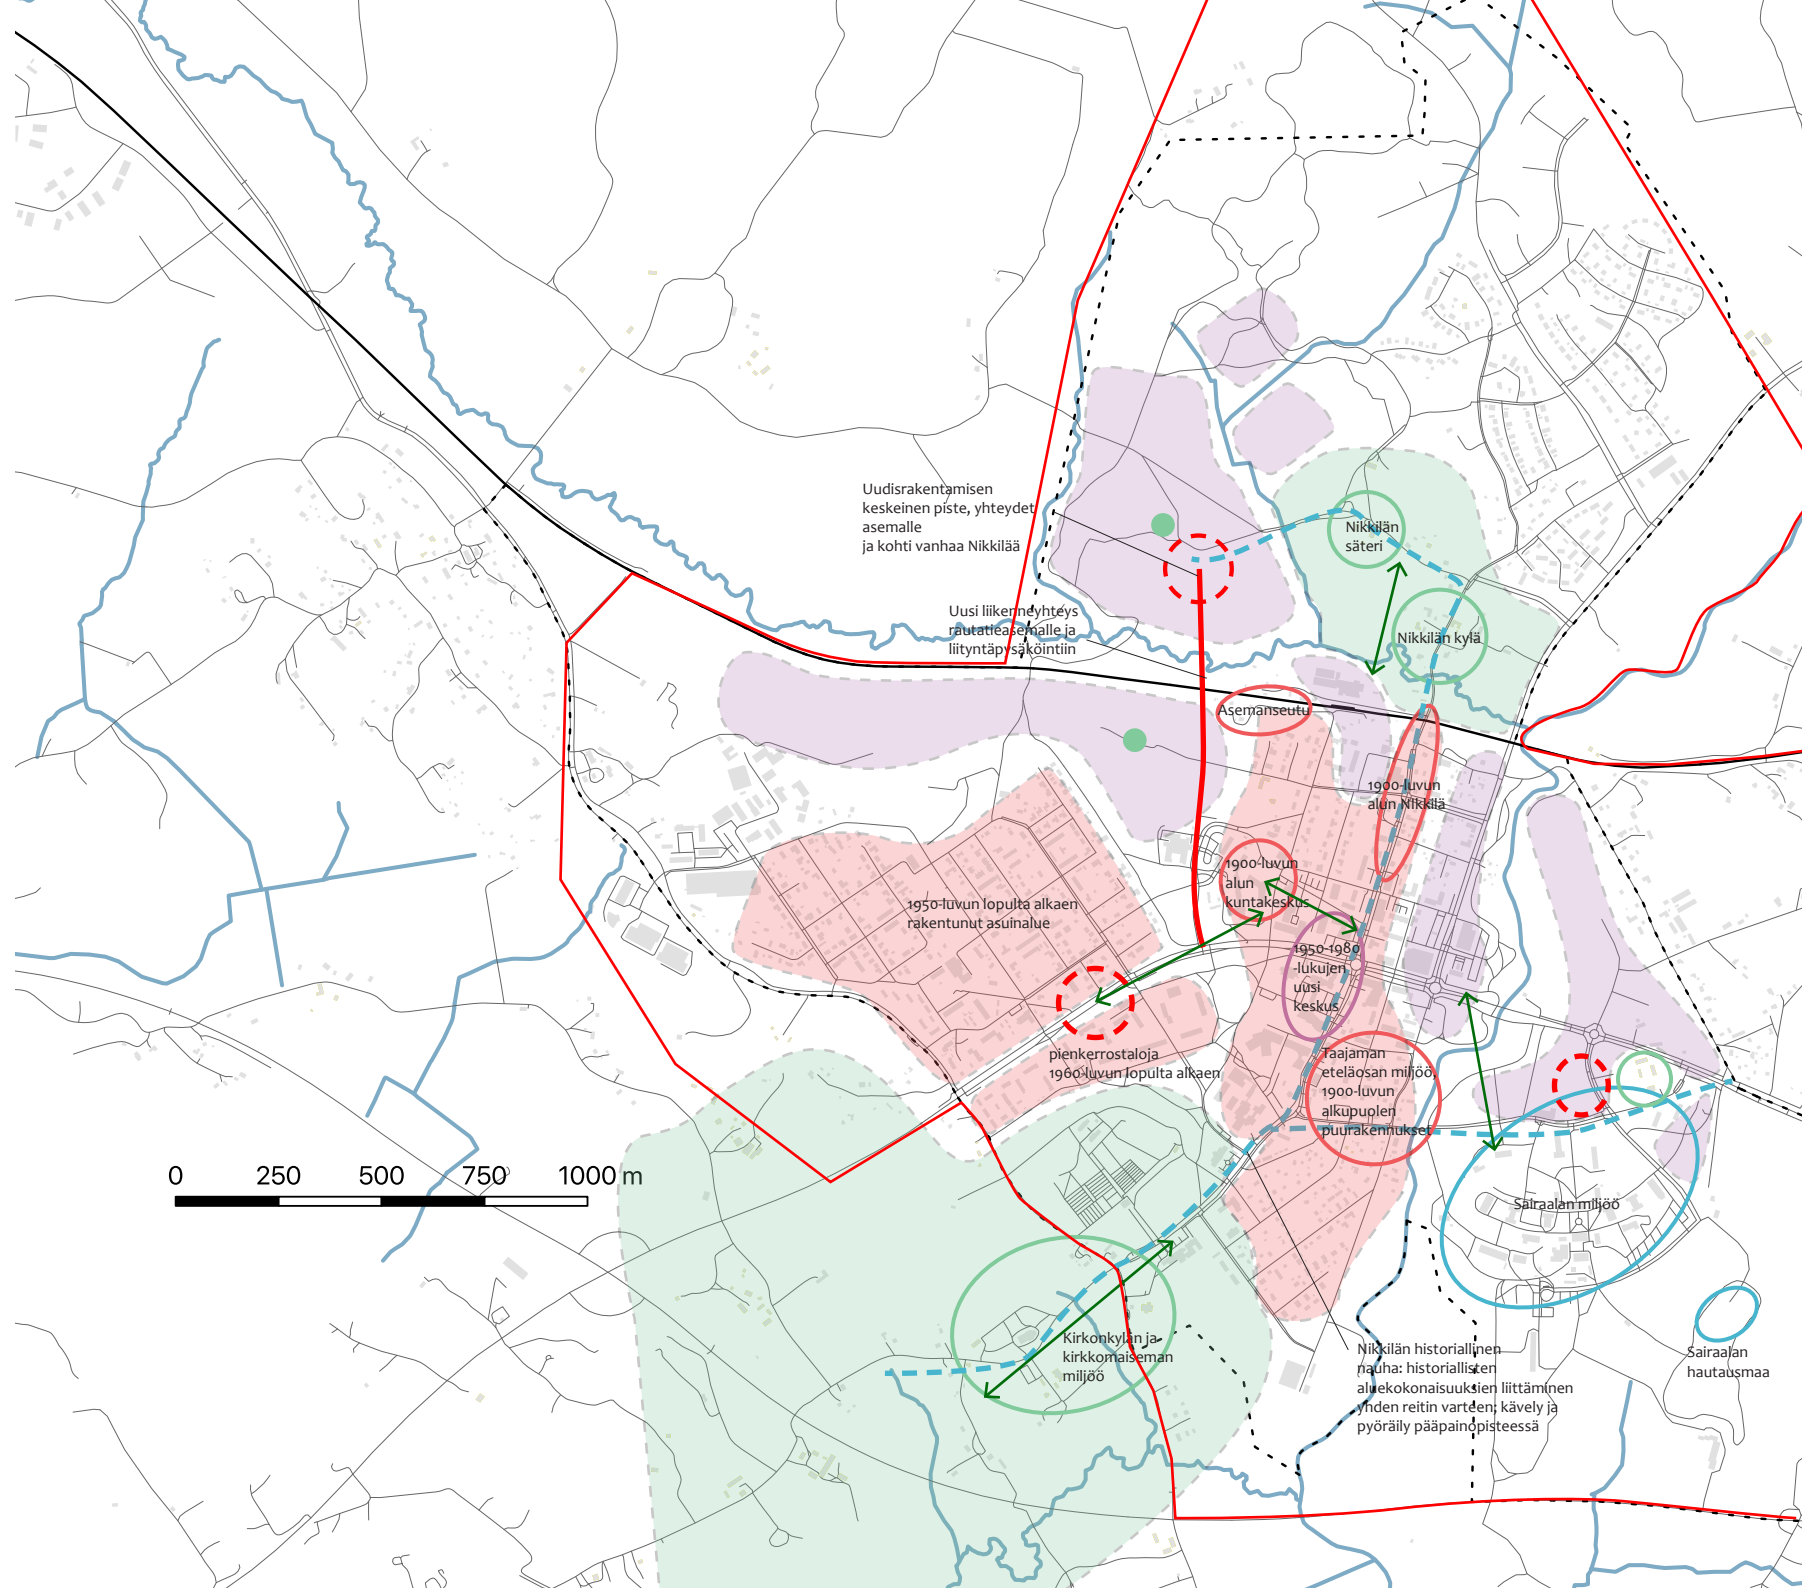 Uudisrakentamisen
keskeinen piste, yhteydet
asemalle
ja kohti vanhaa Nikkilää
Nikkilän
säteri
Uusi liikenneyhteys
rautatieasemalle ja
liityntäpysäköintiin
Nikkilän kylä
Asemanseutu
1900-luvun
alun Nikkilä
1900-luvun
alun
kuntakeskus
1950-luvun lopulta alkaen
rakentunut asuinalue
1950-1980
-lukujen
uusi
keskus
pienkerrostaloja
1960-luvun lopulta alkaen
Taajaman
eteläosan miljöö,
1900-luvun
alkupuolen
puurakennukset
0 250 500 750 1000 m
Sairaalan miljöö
Kirkonkylän ja
kirkkomaiseman
miljöö
Nikkilän historiallinen
nauha: historiallisten
aluekokonaisuuksien liittäminen
yhden reitin varteen; kävely ja
pyöräily pääpainopisteessä
Sairaalan
hautausmaa